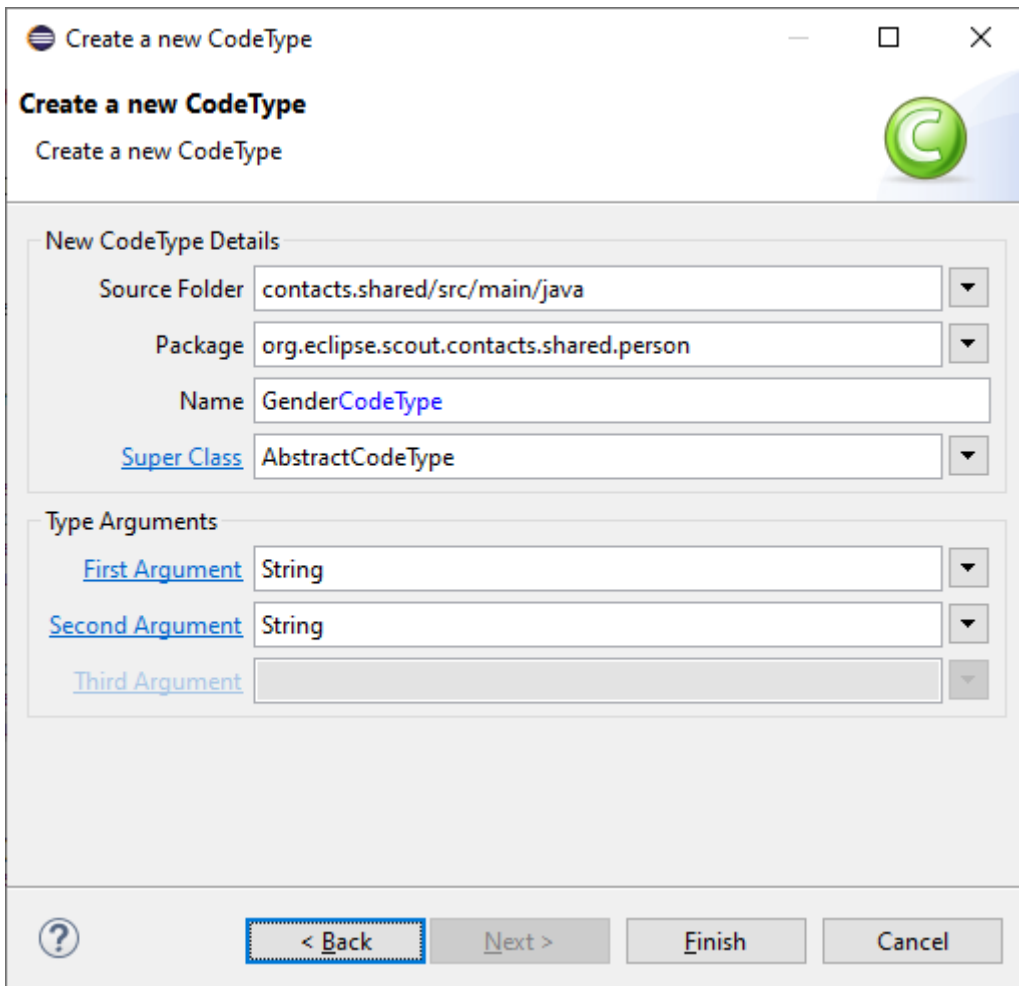 Create a new CodeType
Create a new CodeType
Create a new CodeType
New CodeType Details
Source Folder contacts.shared/src/main/java
Package org.eclipse.scout.contacts.shared.person
Name GenderCodeType
Super Class AbstractCodeType
Type Arguments
First Argument String
Second Argument String
Third Argument
? < Back Next > Finish Cancel